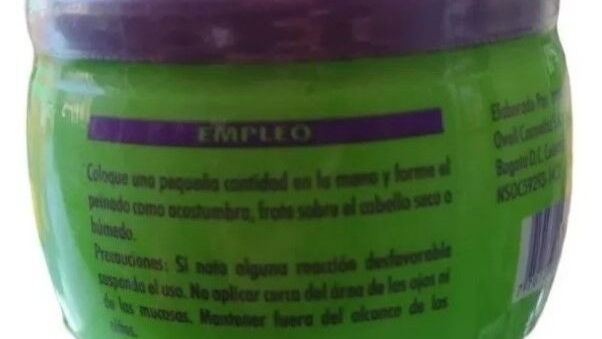 EMPLEO
Coloque una pequeña cantidad en la mano y forme el
peinado como acostumbra, frote sobre el cabello seco o
húmedo.
Precauciones: Si nota alguna reacción desfavorable
suspenda el uso. No aplicar cerca del área de los ojos ni
de las mucosas. Mantener fuera del alcance de los
niños.
Elaborado Por
Bogota D.C.